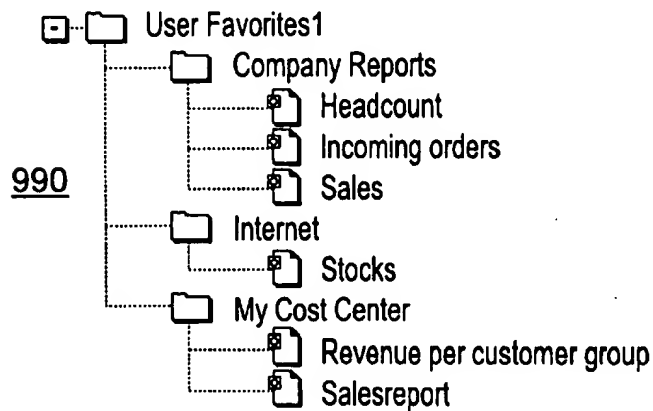 User Favorites1
Company Reports
Headcount
Incoming orders
990
Sales
Internet
Stocks
My Cost Center
Revenue per customer group
Salesreport